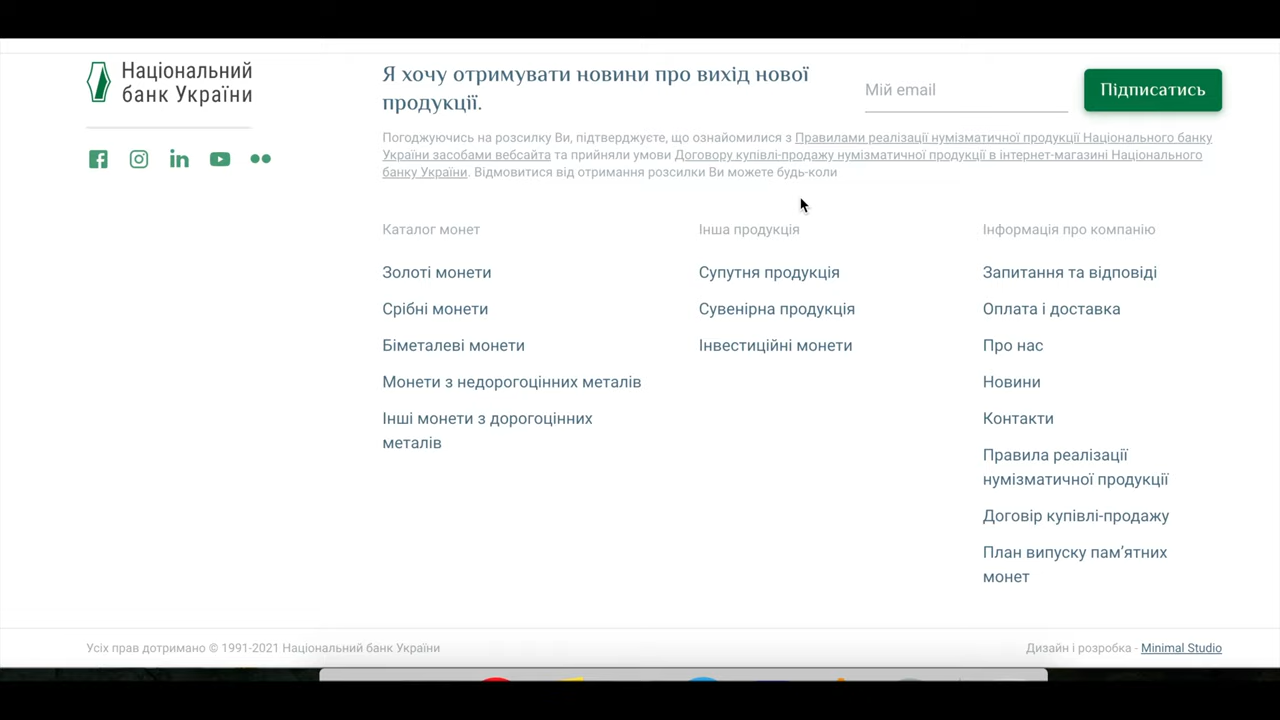 Національний
банк України
Я хочу отримувати новини про вихід нової
продукції.
Мій email
Підписатись
Погоджуючись на розсилку Ви, підтверджуєте, що ознайомилися з Правилами реалізації нумізматичної продукції Національного банку
України засобами вебсайта та прийняли умови Договору купівлі-продажу нумізматичної продукції в інтернет-магазині Національного
банку України. Відмовитися від отримання розсилки Ви можете будь-коли
Каталог монет
Золоті монети
Срібні монети
Біметалеві монети
Монети з недорогоцінних металів
Інші монети з дорогоцінних
металів
Інша продукція
Супутня продукція
Сувенірна продукція
Інвестиційні монети
Інформація про компанію
Запитання та відповіді
Оплата і доставка
Про нас
Новини
Контакти
Правила реалізації
нумізматичної продукції
Договір купівлі-продажу
План випуску пам’ятних
монет
Усіх прав дотримано © 1991-2021 Національний банк України
Дизайн і розробка - Minimal Studio